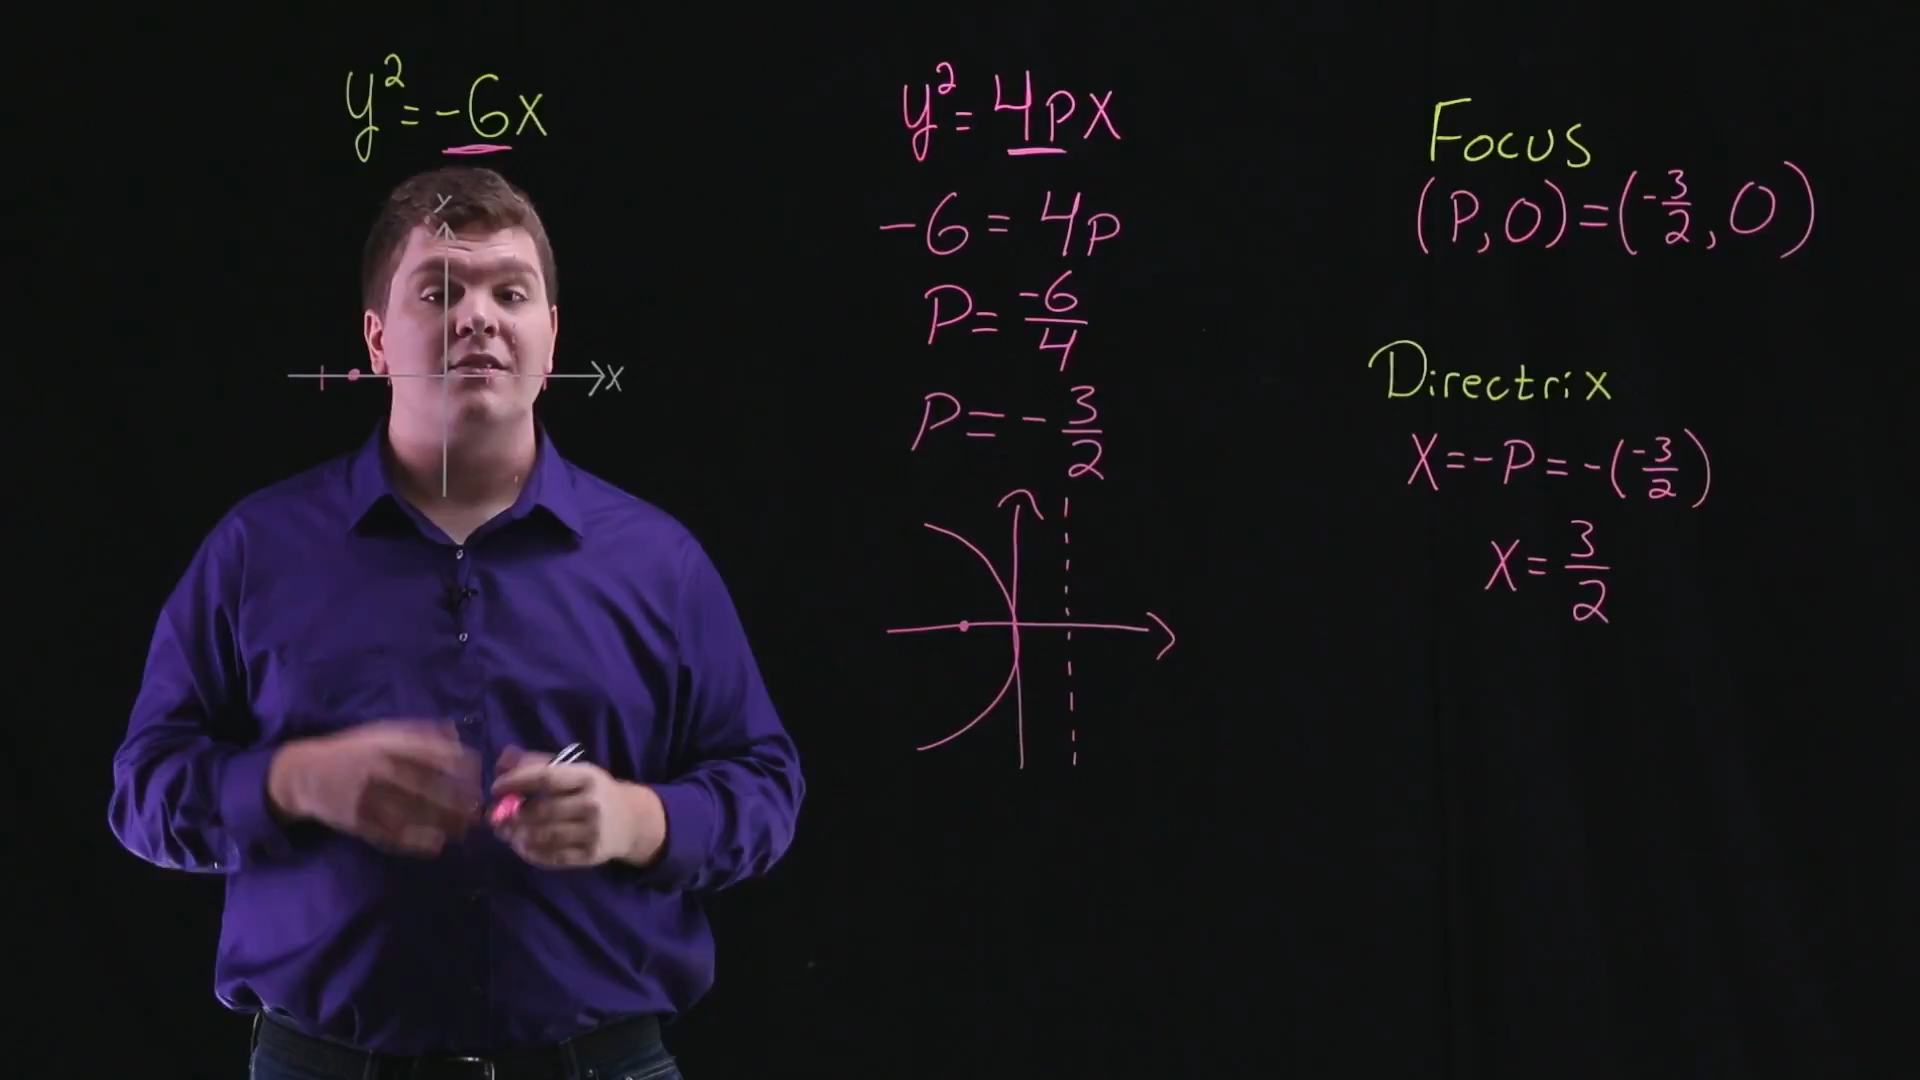 y² = -6x
y
x
y² = 4px
-6 = 4p
P = -6/4
P = -3/2
Focus
(P,0) = (-3/2, 0)
Directrix
X = -P = -(-3/2)
X = 3/2